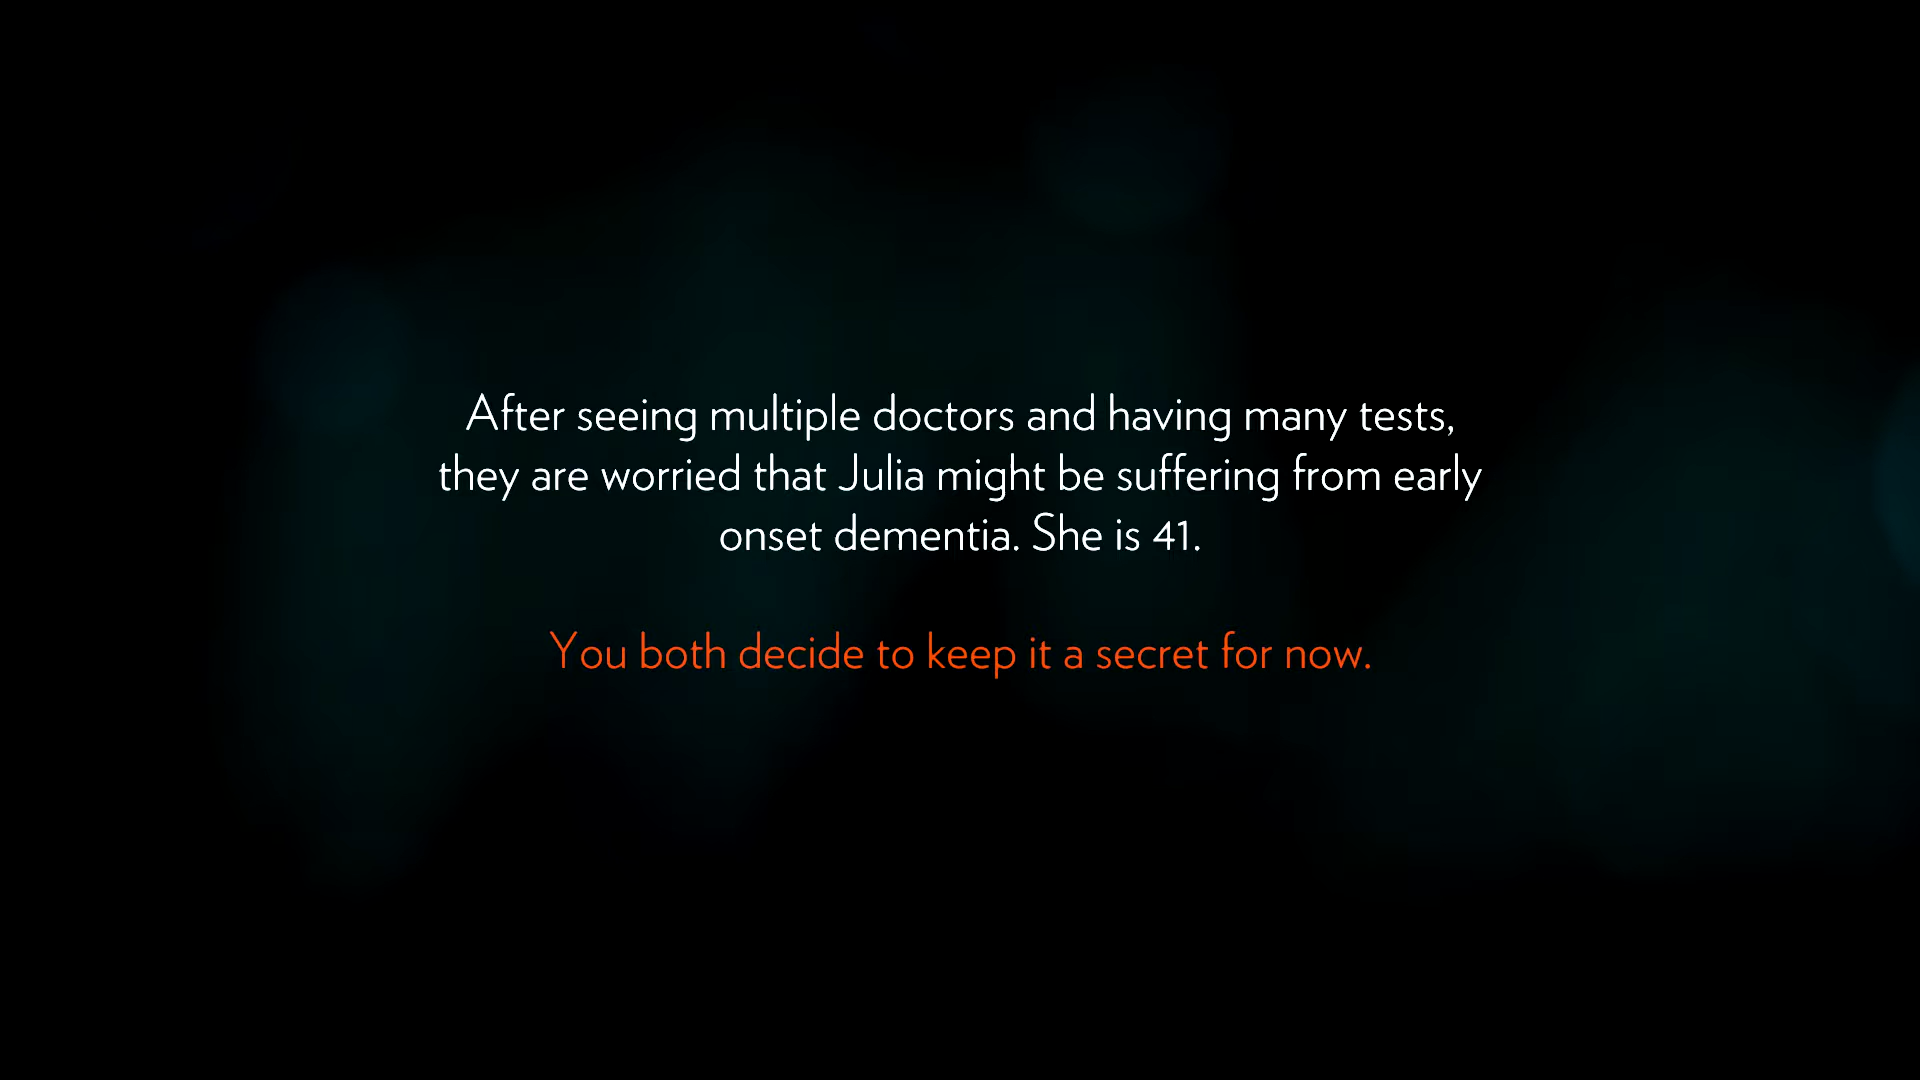 After seeing multiple doctors and having many tests,
they are worried that Julia might be suffering from early
onset dementia. She is 41.
You both decide to keep it a secret for now.